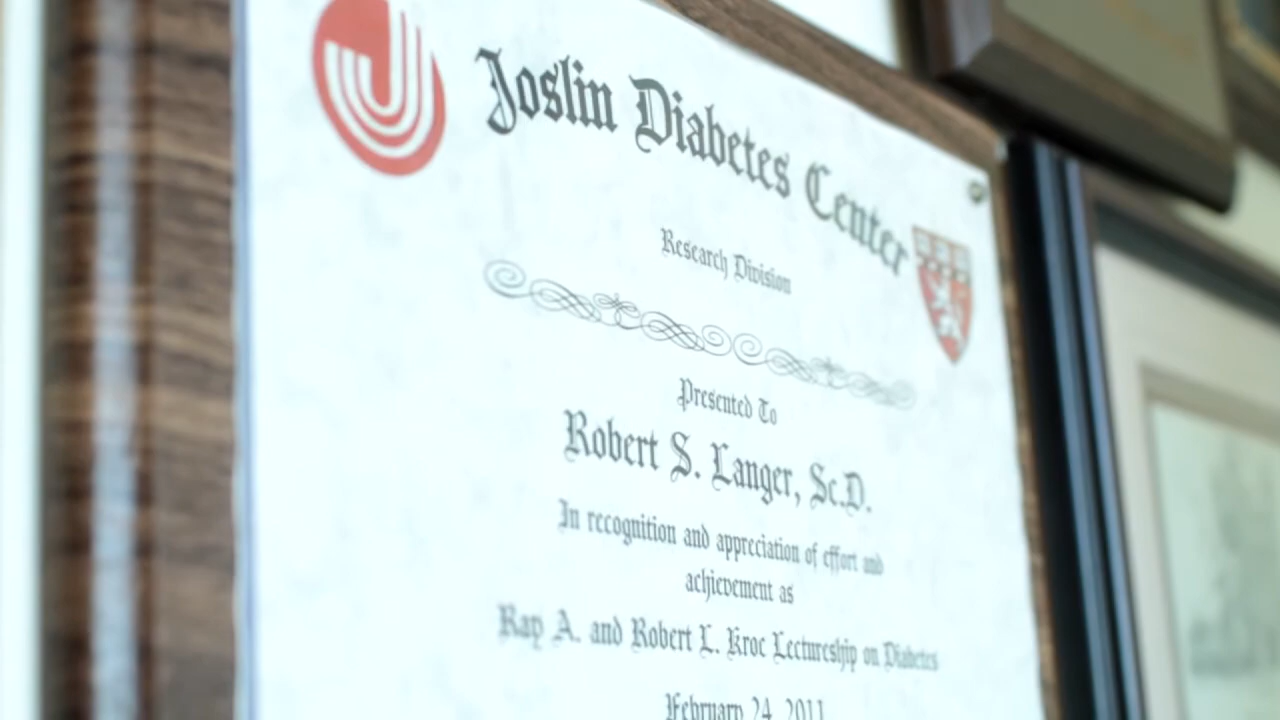 Joslin Diabetes Center
Research Division
Presented To
Robert S. Langer, Sc.D.
In recognition and appreciation of effort and
achievement as
Ray A. and Robert L. Kroc Lectureship on Diabetes
February 24, 2011